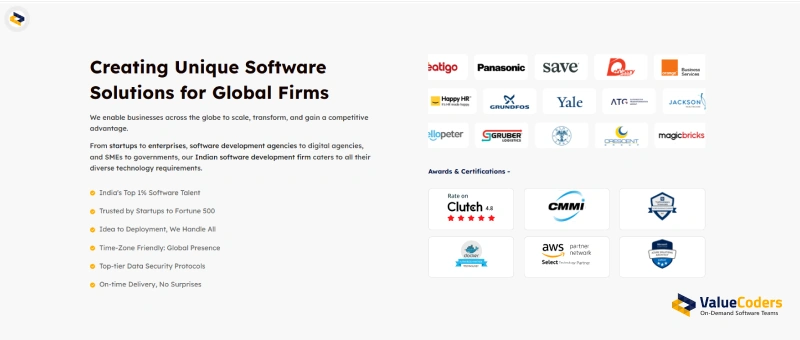 Creating Unique Software
Solutions for Global Firms
We enable businesses across the globe to scale, transform, and gain a competitive
advantage.
From startups to enterprises, software development agencies to digital agencies,
and SMEs to governments, our Indian software development firm caters to all their
diverse technology requirements.
India's Top 1% Software Talent
Trusted by Startups to Fortune 500
Idea to Deployment, We Handle All
Time-Zone Friendly: Global Presence
Top-tier Data Security Protocols
On-time Delivery, No Surprises
eatigo
Panasonic
save
Business
Services
Happy HR
GRUNDFOS
Yale
ATG
JACKSON
ellopeter
GRUBER
LOGISTICS
CRESCENT
magicbricks
Awards & Certifications -
Rate on
Clutch 4.8
CMMI
docker
aws partner
network
Select Technology Partner
ValueCoders
On-Demand Software Teams